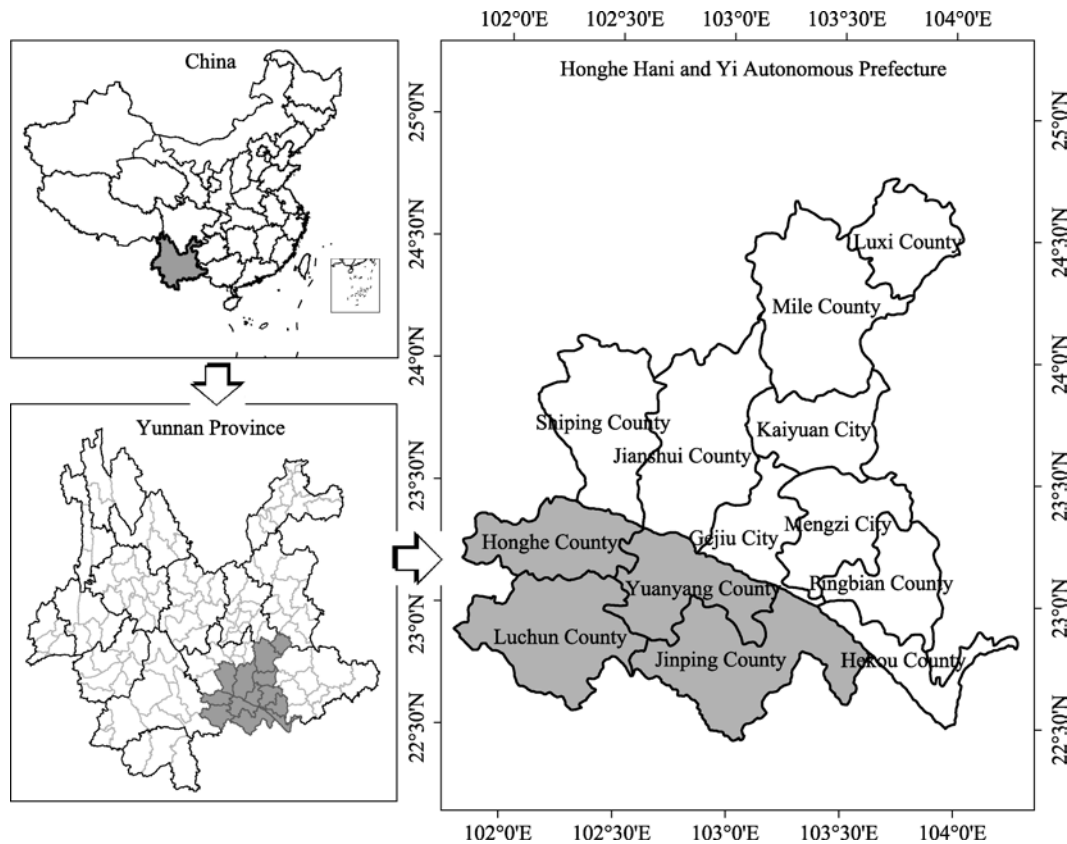 102°0'E 102°30'E 103°0'E 103°30'E 104°0'E
China
Honghe Hani and Yi Autonomous Prefecture
25°0'N
25°0'N
24°30'N
24°30'N
Luxi County
Mile County
24°0'N
24°0'N
Yunnan Province
Shiping County
Kaiyuan City
Jianshui County
23°30'N
23°30'N
Mengzi City
Gejiu City
Honghe County
Pingbian County
Yuanyang County
23°0'N
23°0'N
Luchun County
Jinping County
Hekou County
22°30'N
22°30'N
102°0'E 102°30'E 103°0'E 103°30'E 104°0'E